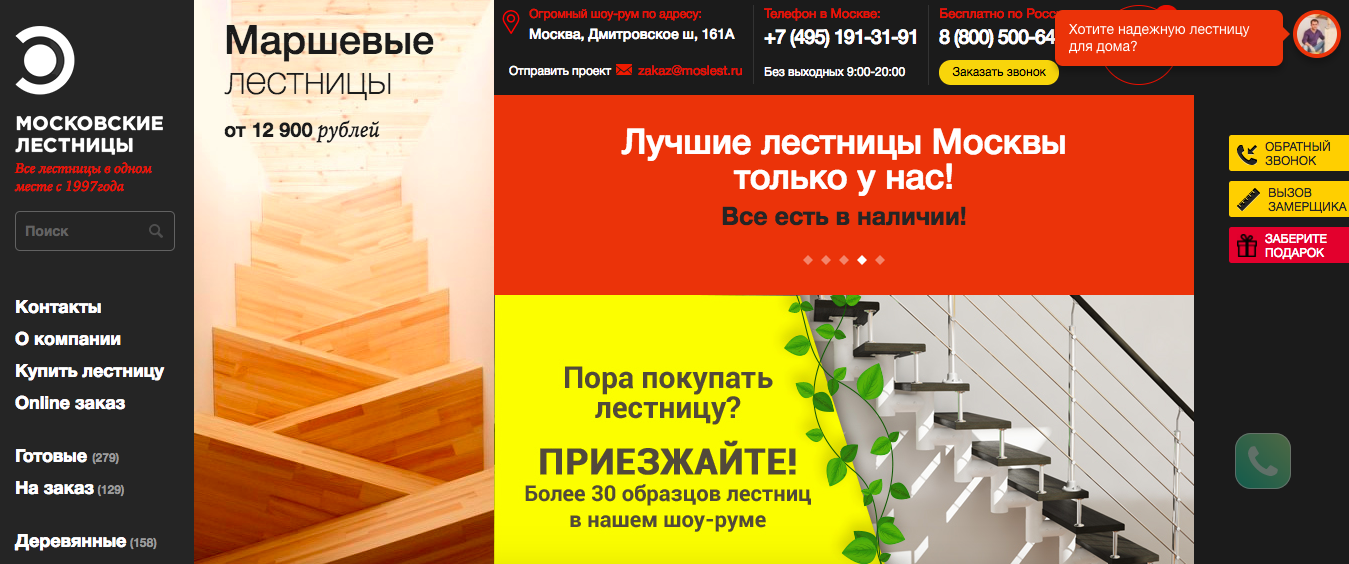 МОСКОВСКИЕ
ЛЕСТНИЦЫ
Все лестницы в одном
месте с 1997года
Поиск
Контакты
О компании
Купить лестницу
Online заказ
Готовые (279)
На заказ (129)
Деревянные (158)
Маршевые
лестницы
от 12 900 рублей
Огромный шоу-рум по адресу:
Москва, Дмитровское ш, 161А
Отправить проект zakaz@moslest.ru
Телефон в Москве:
+7 (495) 191-31-91
Без выходных 9:00-20:00
Бесплатно по
8 (800) 500-64
Заказать звонок
Хотите надежную лестницу
для дома?
Лучшие лестницы Москвы
только у нас!
Все есть в наличии!
ОБРАТНЫЙ
ЗВОНОК
ВЫЗОВ
ЗАМЕРЩИКА
ЗАБЕРИТЕ
ПОДАРОК
Пора покупать
лестницу?
ПРИЕЗЖАЙТЕ!
Более 30 образцов лестниц
в нашем шоу-руме